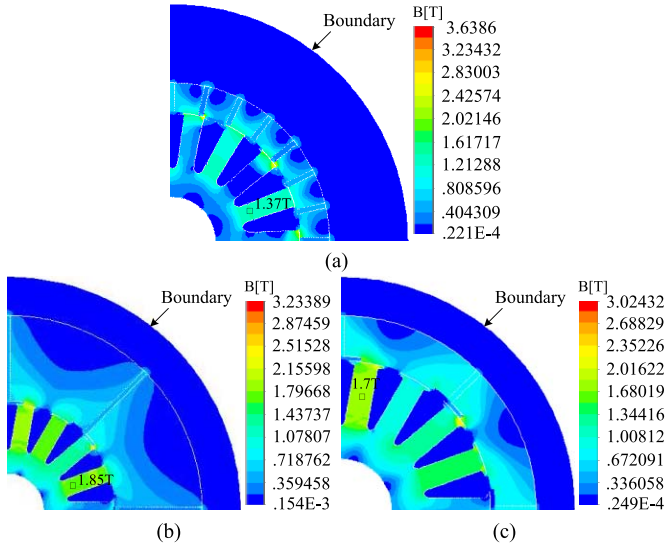 B[T]
Boundary
3.6386
3.23432
2.83003
2.42574
2.02146
1.61717
1.21288
.808596
.404309
.221E-4
1.37T
(a)
B[T]
Boundary
3.23389
2.87459
2.51528
2.15598
1.79668
1.43737
1.07807
.718762
.359458
.154E-3
1.85T
(b)
B[T]
Boundary
3.02432
2.68829
2.35226
2.01622
1.68019
1.34416
1.00812
.672091
.336058
.249E-4
1.7T
(c)